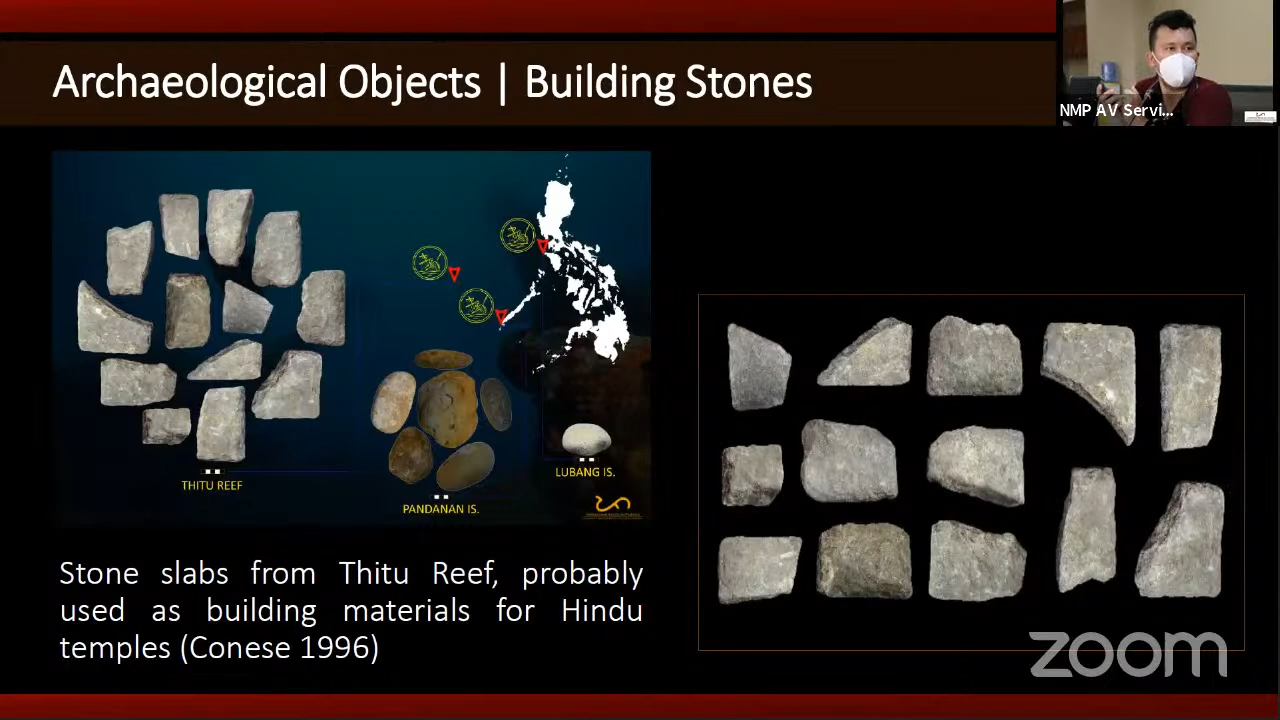 Archaeological Objects | Building Stones
NMP AV Servi...
THITU REEF
PANDANAN IS.
LUBANG IS.
Stone slabs from Thitu Reef, probably
used as building materials for Hindu
temples (Conese 1996)
zoom